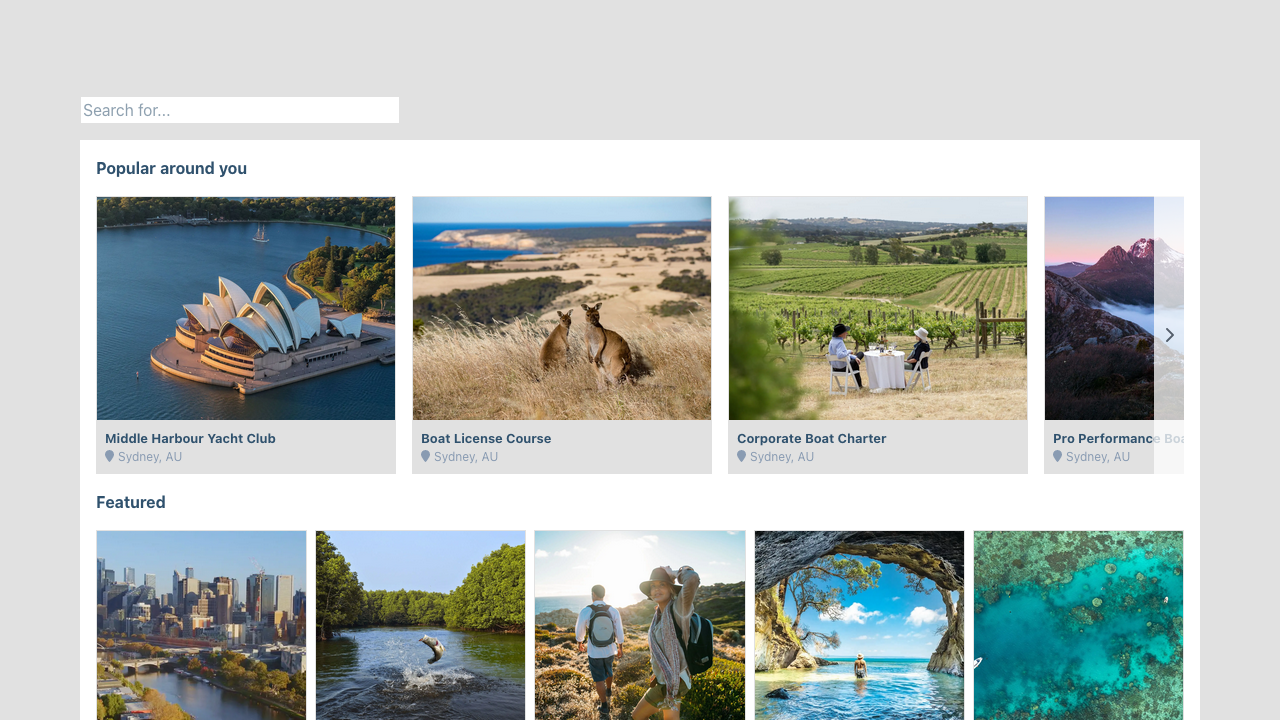 Search for...
Popular around you
Middle Harbour Yacht Club
Sydney, AU
Boat License Course
Sydney, AU
Corporate Boat Charter
Sydney, AU
Pro Performance Boa
Sydney, AU
Featured